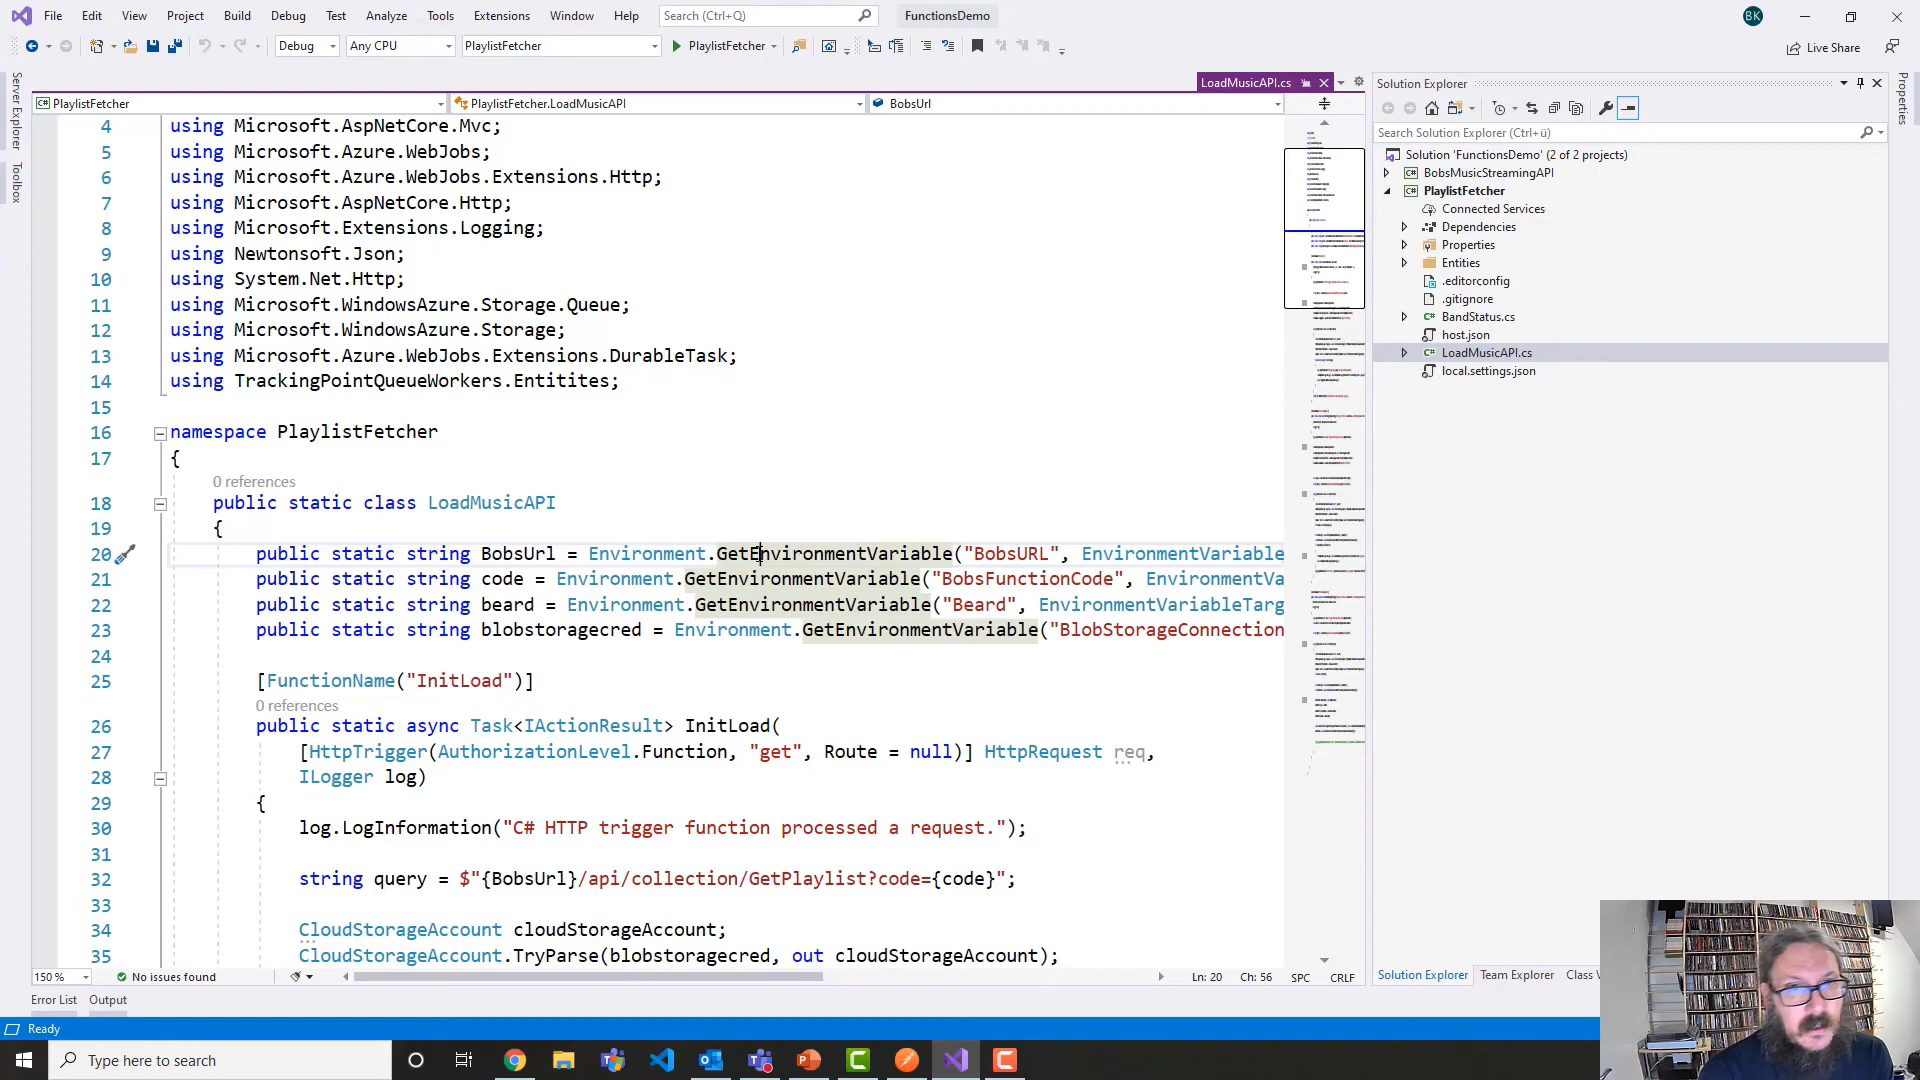 File Edit View Project Build Debug Test Analyze Tools Extensions Window Help Search (Ctrl+Q) FunctionsDemo BK
Debug Any CPU PlaylistFetcher PlaylistFetcher Live Share
Server Explorer
Toolbox
LoadMusicAPI.cs
PlaylistFetcher PlaylistFetcher.LoadMusicAPI BobsUrl
4 using Microsoft.AspNetCore.Mvc;
5 using Microsoft.Azure.WebJobs;
6 using Microsoft.Azure.WebJobs.Extensions.Http;
7 using Microsoft.AspNetCore.Http;
8 using Microsoft.Extensions.Logging;
9 using Newtonsoft.Json;
10 using System.Net.Http;
11 using Microsoft.WindowsAzure.Storage.Queue;
12 using Microsoft.WindowsAzure.Storage;
13 using Microsoft.Azure.WebJobs.Extensions.DurableTask;
14 using TrackingPointQueueWorkers.Entitites;
15
16 namespace PlaylistFetcher
17 {
0 references
18 public static class LoadMusicAPI
19 {
20 public static string BobsUrl = Environment.GetEnvironmentVariable("BobsURL", EnvironmentVariable
21 public static string code = Environment.GetEnvironmentVariable("BobsFunctionCode", EnvironmentVa
22 public static string beard = Environment.GetEnvironmentVariable("Beard", EnvironmentVariableTarg
23 public static string blobstoragecred = Environment.GetEnvironmentVariable("BlobStorageConnection
24
25 [FunctionName("InitLoad")]
0 references
26 public static async Task<IActionResult> InitLoad(
27 [HttpTrigger(AuthorizationLevel.Function, "get", Route = null)] HttpRequest req,
28 ILogger log)
29 {
30 log.LogInformation("C# HTTP trigger function processed a request.");
31
32 string query = $"{BobsUrl}/api/collection/GetPlaylist?code={code}";
33
34 CloudStorageAccount cloudStorageAccount;
35 CloudStorageAccount.TryParse(blobstoragecred, out cloudStorageAccount);
150 % No issues found Ln: 20 Ch: 56 SPC CRLF
Error List Output
Ready
Solution Explorer
Search Solution Explorer (Ctrl+ü)
Solution 'FunctionsDemo' (2 of 2 projects)
BobsMusicStreamingAPI
PlaylistFetcher
Connected Services
Dependencies
Properties
Entities
.editorconfig
.gitignore
BandStatus.cs
host.json
LoadMusicAPI.cs
local.settings.json
Solution Explorer Team Explorer Class V
Properties
Type here to search